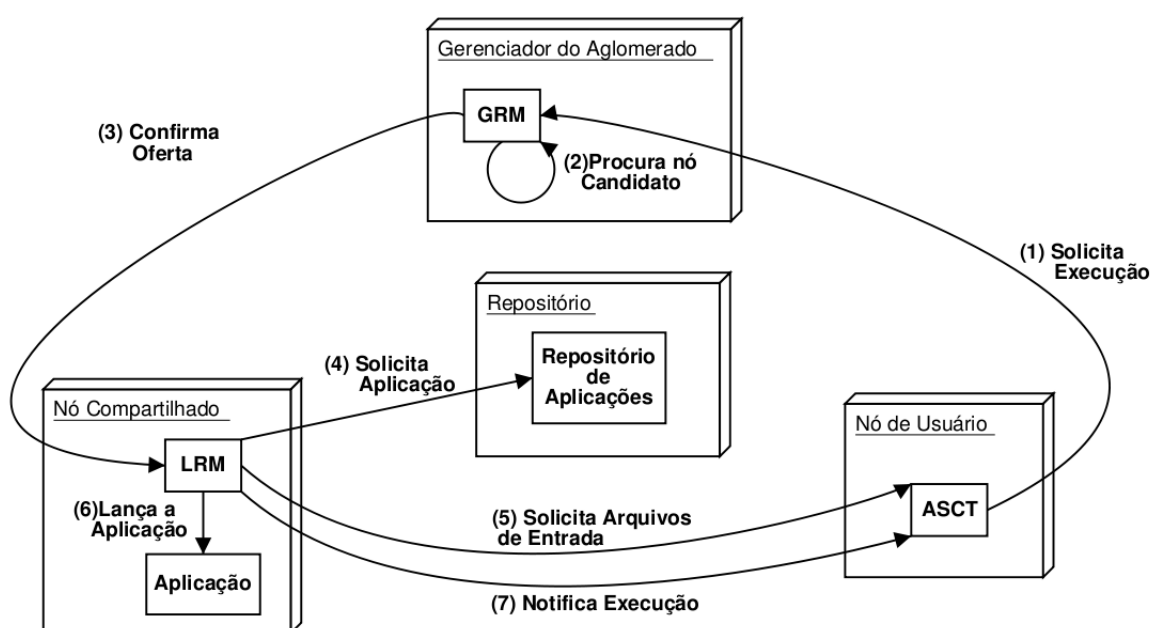 Gerenciador do Aglomerado
GRM
(2)Procura nó
Candidato
(3) Confirma
Oferta
(1) Solicita
Execução
Repositório
Repositório
de
Aplicações
(4) Solicita
Aplicação
Nó Compartilhado
LRM
(6)Lança a
Aplicação
Aplicação
Nó de Usuário
ASCT
(5) Solicita Arquivos
de Entrada
(7) Notifica Execução